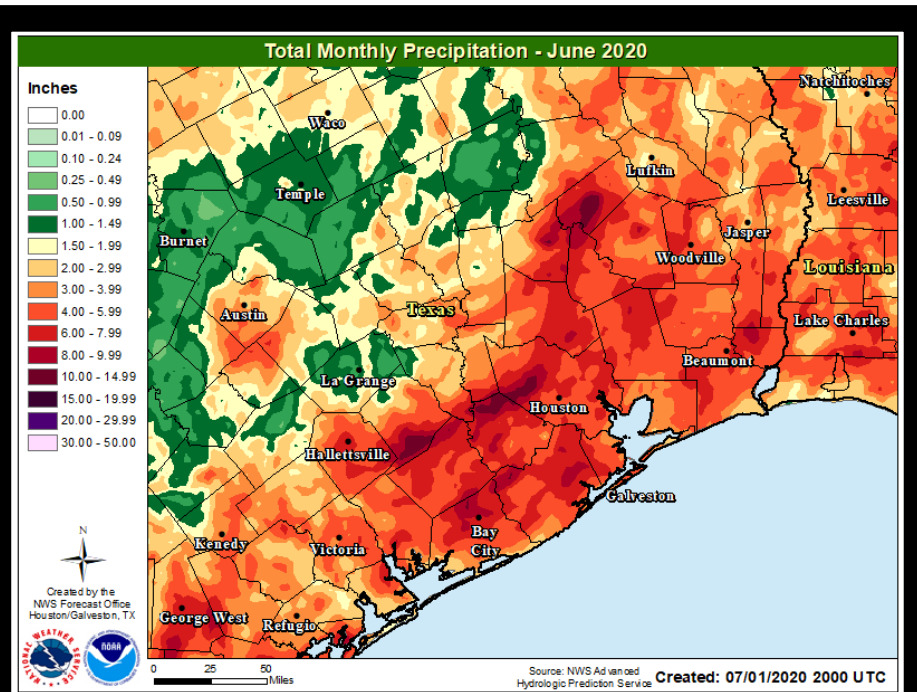 Total Monthly Precipitation - June 2020
Inches
0.00
0.01 - 0.09
0.10 - 0.24
0.25 - 0.49
0.50 - 0.99
1.00 - 1.49
1.50 - 1.99
2.00 - 2.99
3.00 - 3.99
4.00 - 5.99
6.00 - 7.99
8.00 - 9.99
10.00 - 14.99
15.00 - 19.99
20.00 - 29.99
30.00 - 50.00
N
Created by the
NWS Forecast Office
Houston/Galveston, TX
NATIONAL WEATHER SERVICE
NOAA
Natchitoches
Waco
Lufkin
Temple
Leesville
Burnet
Jasper
Woodville
Louisiana
Austin
Texas
Lake Charles
Beaumont
La Grange
Houston
Hallettsville
Galveston
Bay
City
Kenedy
Victoria
George West
Refugio
0 25 50
Miles
Source: NWS Advanced
Hydrologic Prediction Service
Created: 07/01/2020 2000 UTC